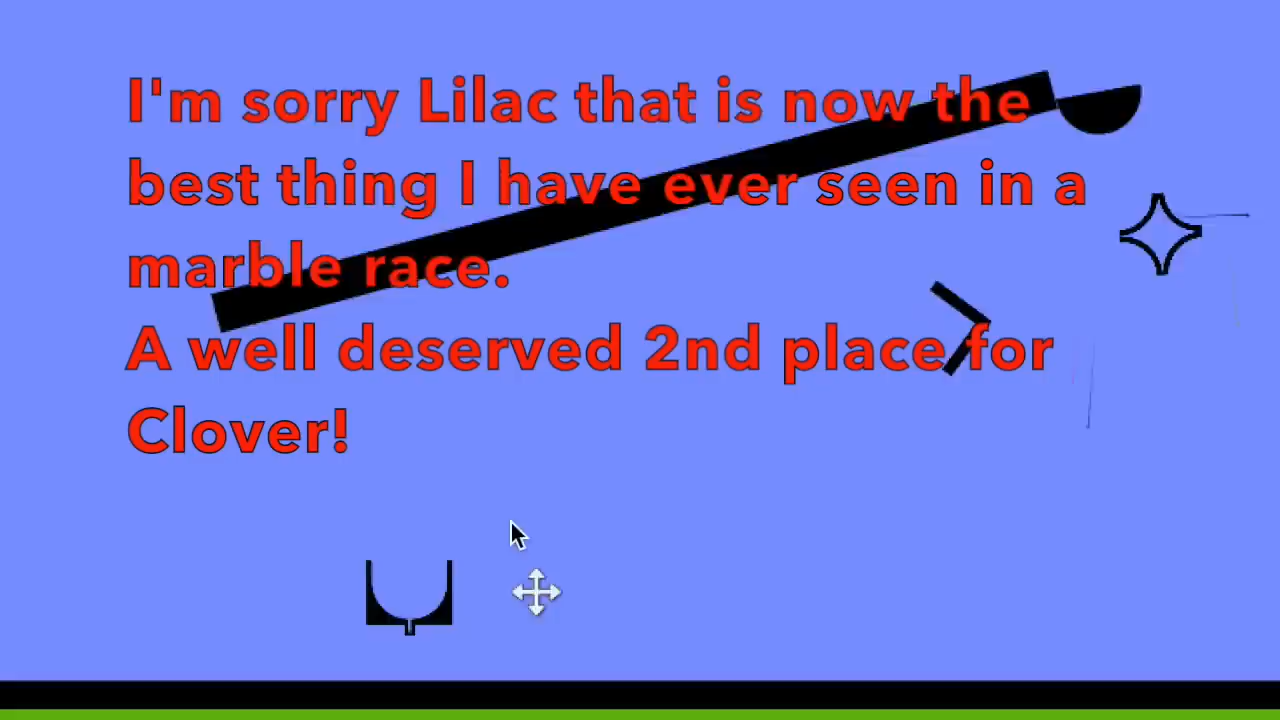 I'm sorry Lilac that is now the
best thing I have ever seen in a
marble race.
A well deserved 2nd place for
Clover!